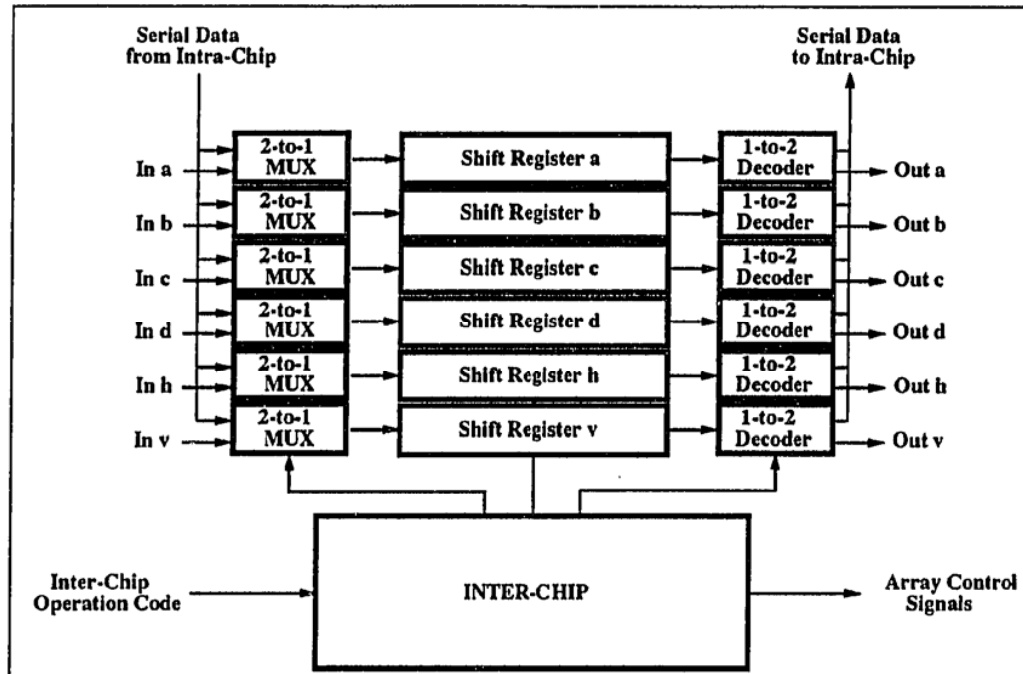 Serial Data
from Intra-Chip
Serial Data
to Intra-Chip
In a
2-to-1
MUX
Shift Register a
1-to-2
Decoder
Out a
In b
2-to-1
MUX
Shift Register b
1-to-2
Decoder
Out b
In c
2-to-1
MUX
Shift Register c
1-to-2
Decoder
Out c
In d
2-to-1
MUX
Shift Register d
1-to-2
Decoder
Out d
In h
2-to-1
MUX
Shift Register h
1-to-2
Decoder
Out h
In v
2-to-1
MUX
Shift Register v
1-to-2
Decoder
Out v
Inter-Chip
Operation Code
INTER-CHIP
Array Control
Signals